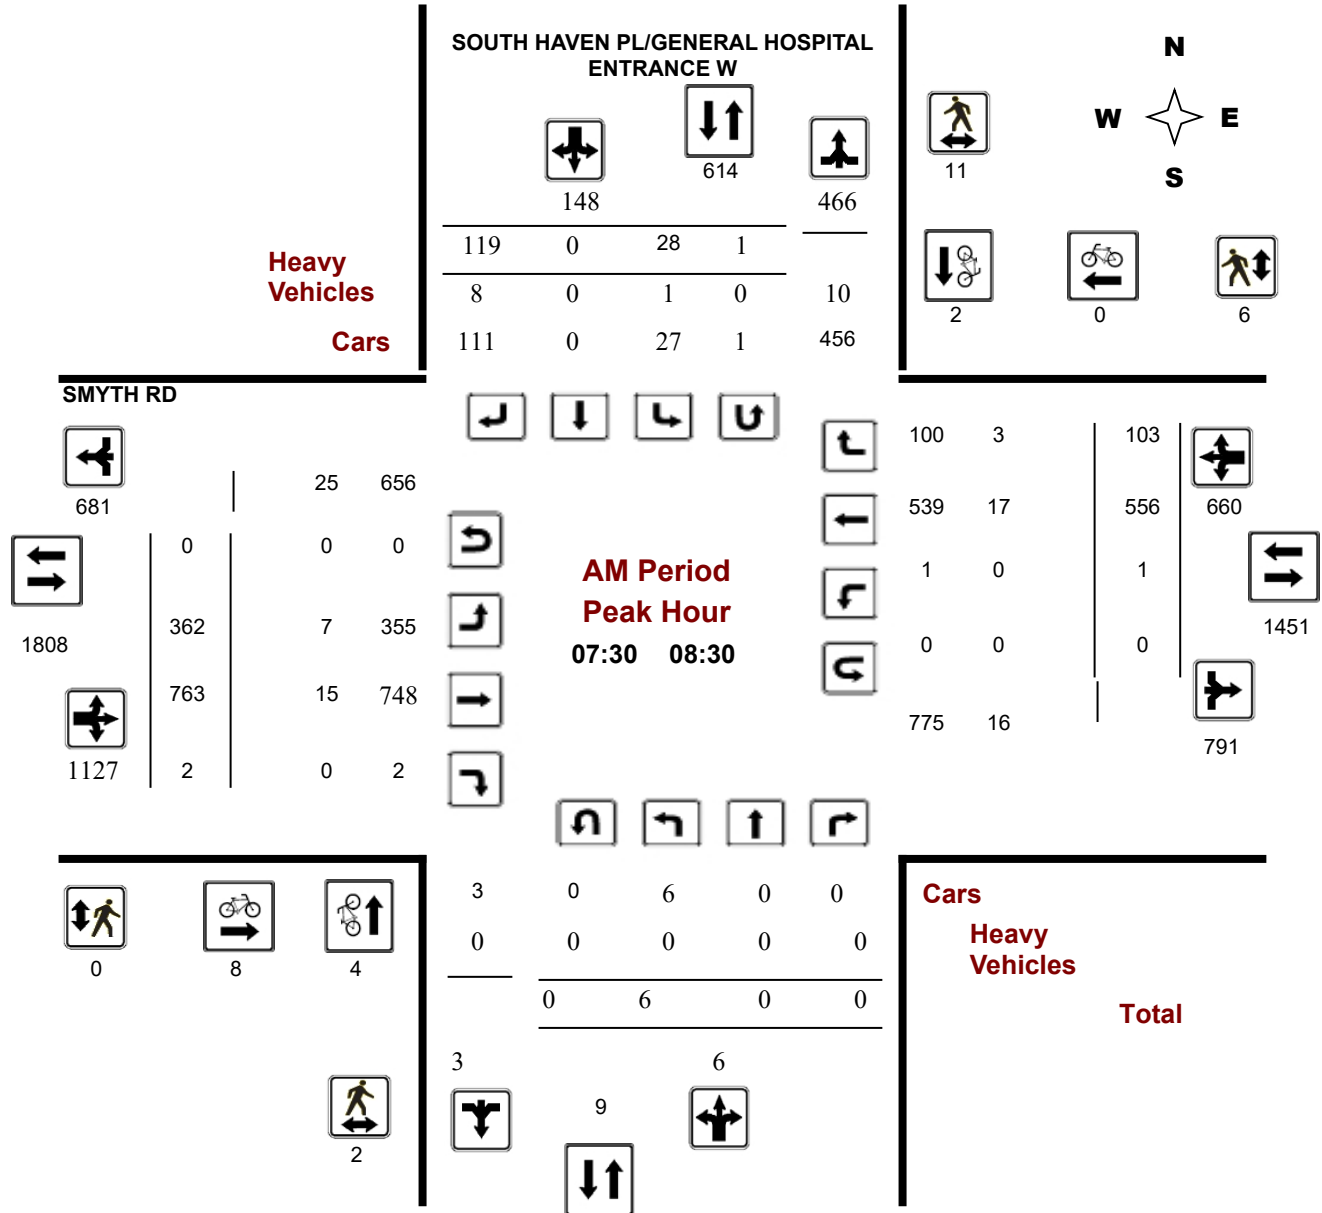 SOUTH HAVEN PL/GENERAL HOSPITAL
ENTRANCE W
N
W E
S
614
11
148 466
119 0 28 1
Heavy
Vehicles
8 0 1 0 10
2 0 6
Cars 111 0 27 1 456
SMYTH RD
100 3 103
25 656
681
539 17 556 660
0 0 0
AM Period
Peak Hour
1 0 1
362 7 355
1808
1451
07:30 08:30
0 0 0
763 15 748
775 16
791
1127 2 0 2
3 0 6 0 0
Cars
0 0 0 0 0
Heavy
Vehicles
0 8 4
0 6 0 0
Total
3 6
9
2